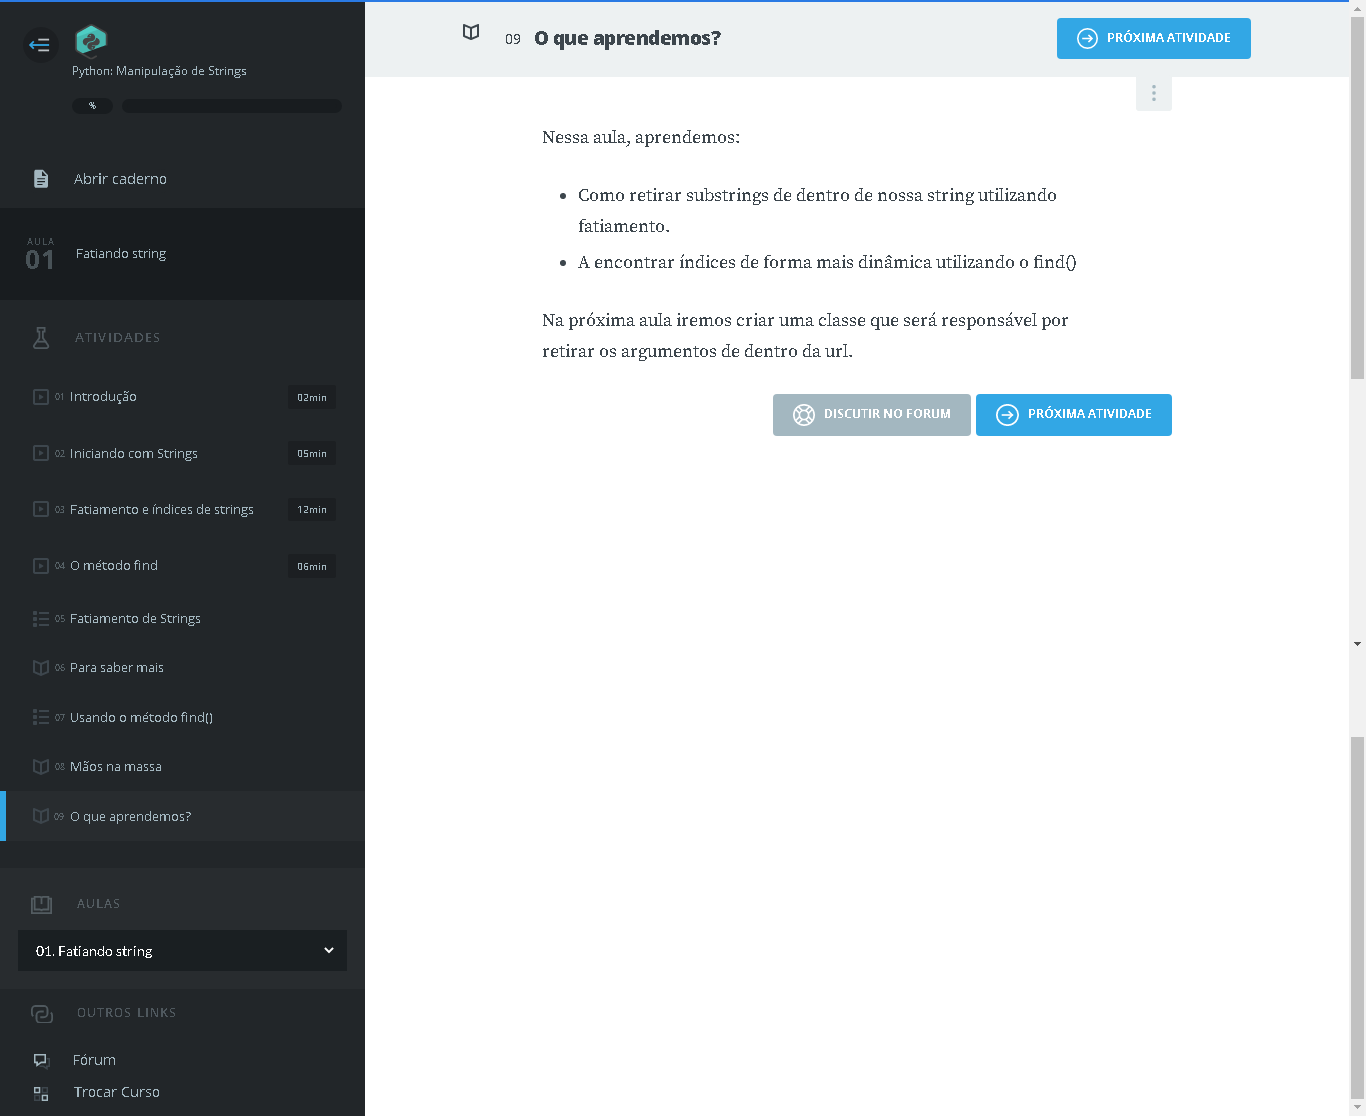 Python: Manipulação de Strings
%
Abrir caderno
AULA
01
Fatiando string
ATIVIDADES
01 Introdução 02min
02 Iniciando com Strings 05min
03 Fatiamento e índices de strings 12min
04 O método find 06min
05 Fatiamento de Strings
06 Para saber mais
07 Usando o método find()
08 Mãos na massa
09 O que aprendemos?
AULAS
01. Fatiando string
OUTROS LINKS
Fórum
Trocar Curso
09 O que aprendemos?
PRÓXIMA ATIVIDADE
Nessa aula, aprendemos:
• Como retirar substrings de dentro de nossa string utilizando
fatiamento.
• A encontrar índices de forma mais dinâmica utilizando o find()
Na próxima aula iremos criar uma classe que será responsável por
retirar os argumentos de dentro da url.
DISCUTIR NO FORUM
PRÓXIMA ATIVIDADE